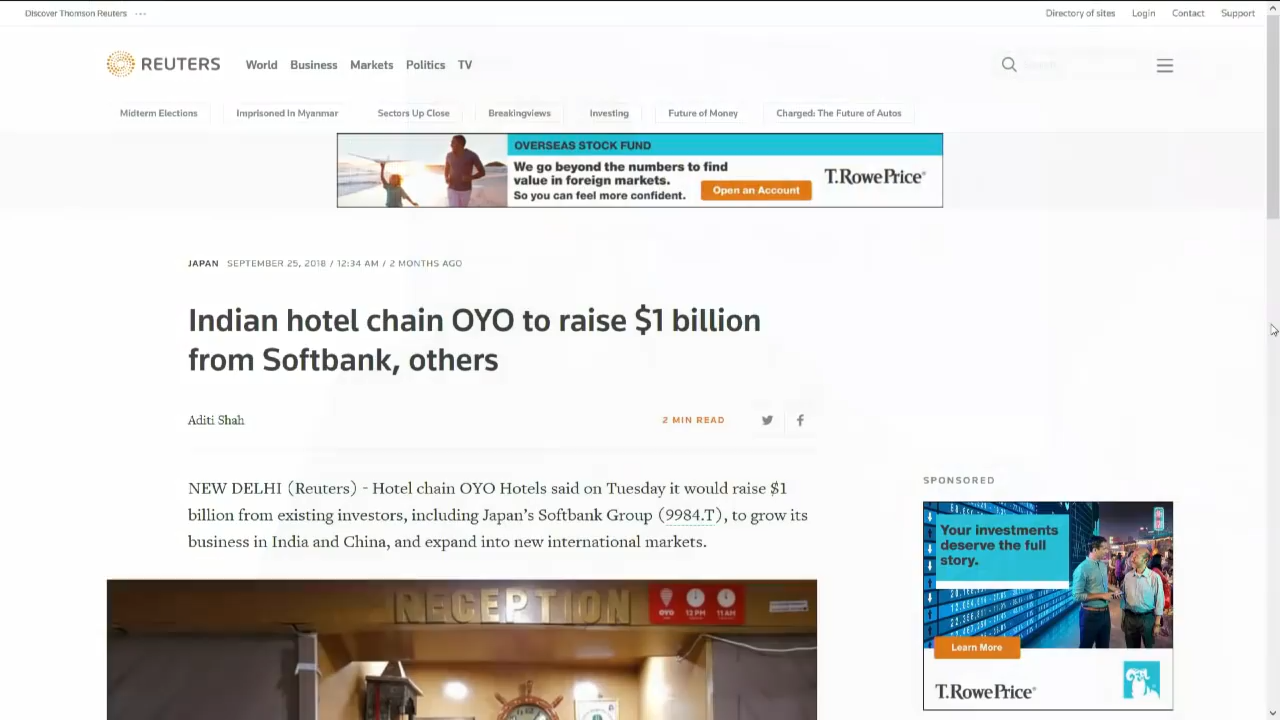 Discover Thomson Reuters ...
Directory of sites Login Contact Support
REUTERS World Business Markets Politics TV
Midterm Elections Imprisoned In Myanmar Sectors Up Close Breakingviews Investing Future of Money Charged: The Future of Autos
OVERSEAS STOCK FUND
We go beyond the numbers to find
value in foreign markets.
So you can feel more confident.
Open an Account
T.RowePrice®
JAPAN SEPTEMBER 25, 2018 / 12:34 AM / 2 MONTHS AGO
Indian hotel chain OYO to raise $1 billion
from Softbank, others
Aditi Shah 2 MIN READ
NEW DELHI (Reuters) - Hotel chain OYO Hotels said on Tuesday it would raise $1
billion from existing investors, including Japan's Softbank Group (9984.T), to grow its
business in India and China, and expand into new international markets.
SPONSORED
Your investments
deserve the full
story.
Learn More
T.RowePrice®
RECEPTION
OYO 12 PM 11 AM